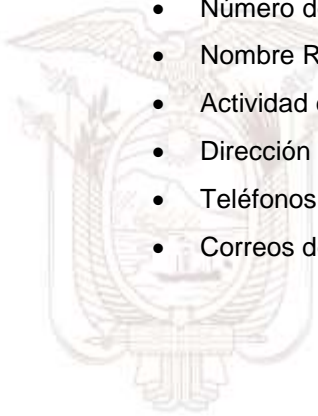 • Número d
• Nombre R
• Actividad
• Dirección
• Teléfonos
• Correos d